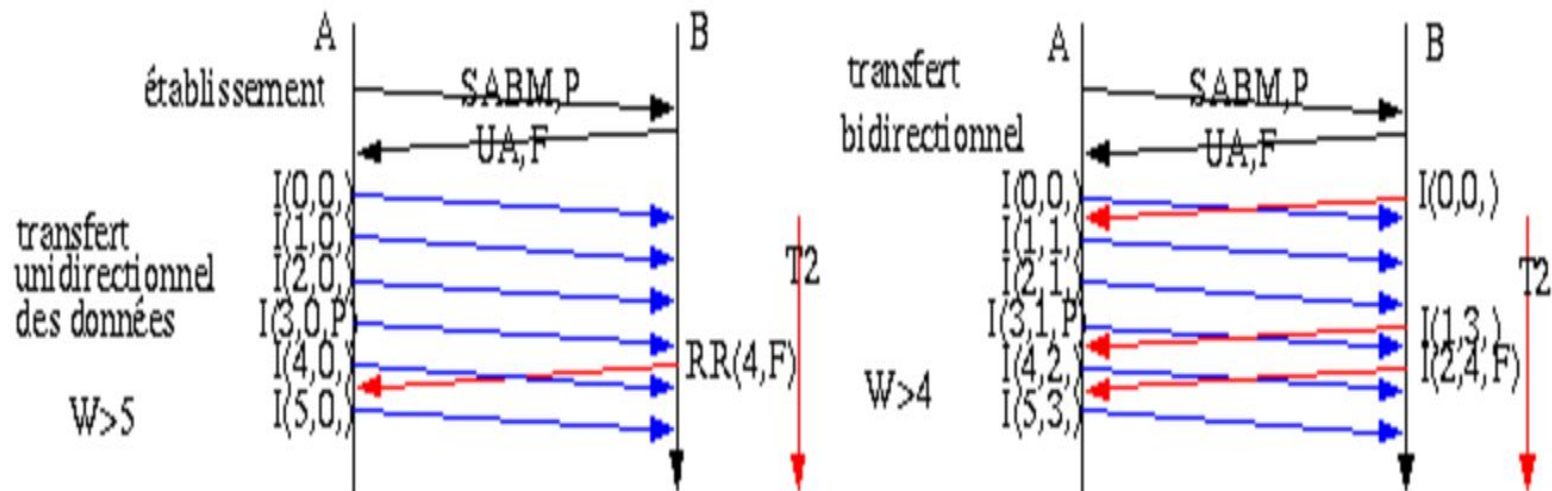 A
B
établissement
SABM,P
UA,F
I(0,0,)
I(1,0,
I(2,0,
I(3,0,P)
I(4,0,)
I(5,0,)
transfert
unidirectionnel
des données
W>5
RR(4,F)
T2
A
B
transfert
bidirectionnel
SABM,P
UA,F
I(0,0,)
I(1,1,
I(2,1,
I(3,1,P)
I(4,2,)
I(5,3,)
W>4
I(0,0,)
I(1,3,)
I(2,4,F)
T2